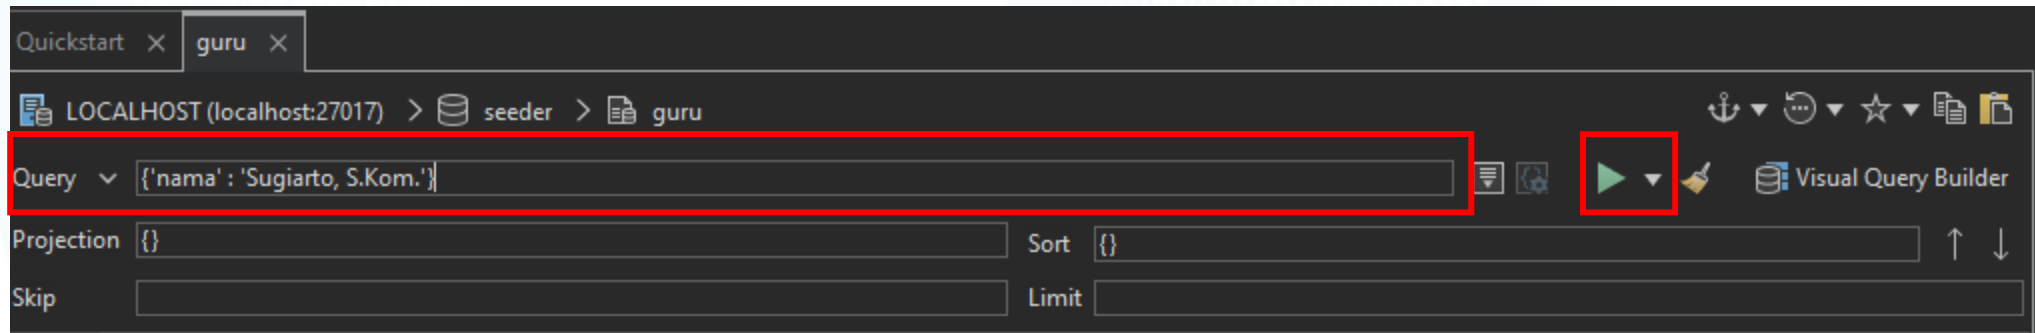 Quickstart guru
LOCALHOST (localhost:27017) > seeder > guru
Query {'nama' : 'Sugiarto, S.Kom.'} Visual Query Builder
Projection {} Sort {}
Skip Limit